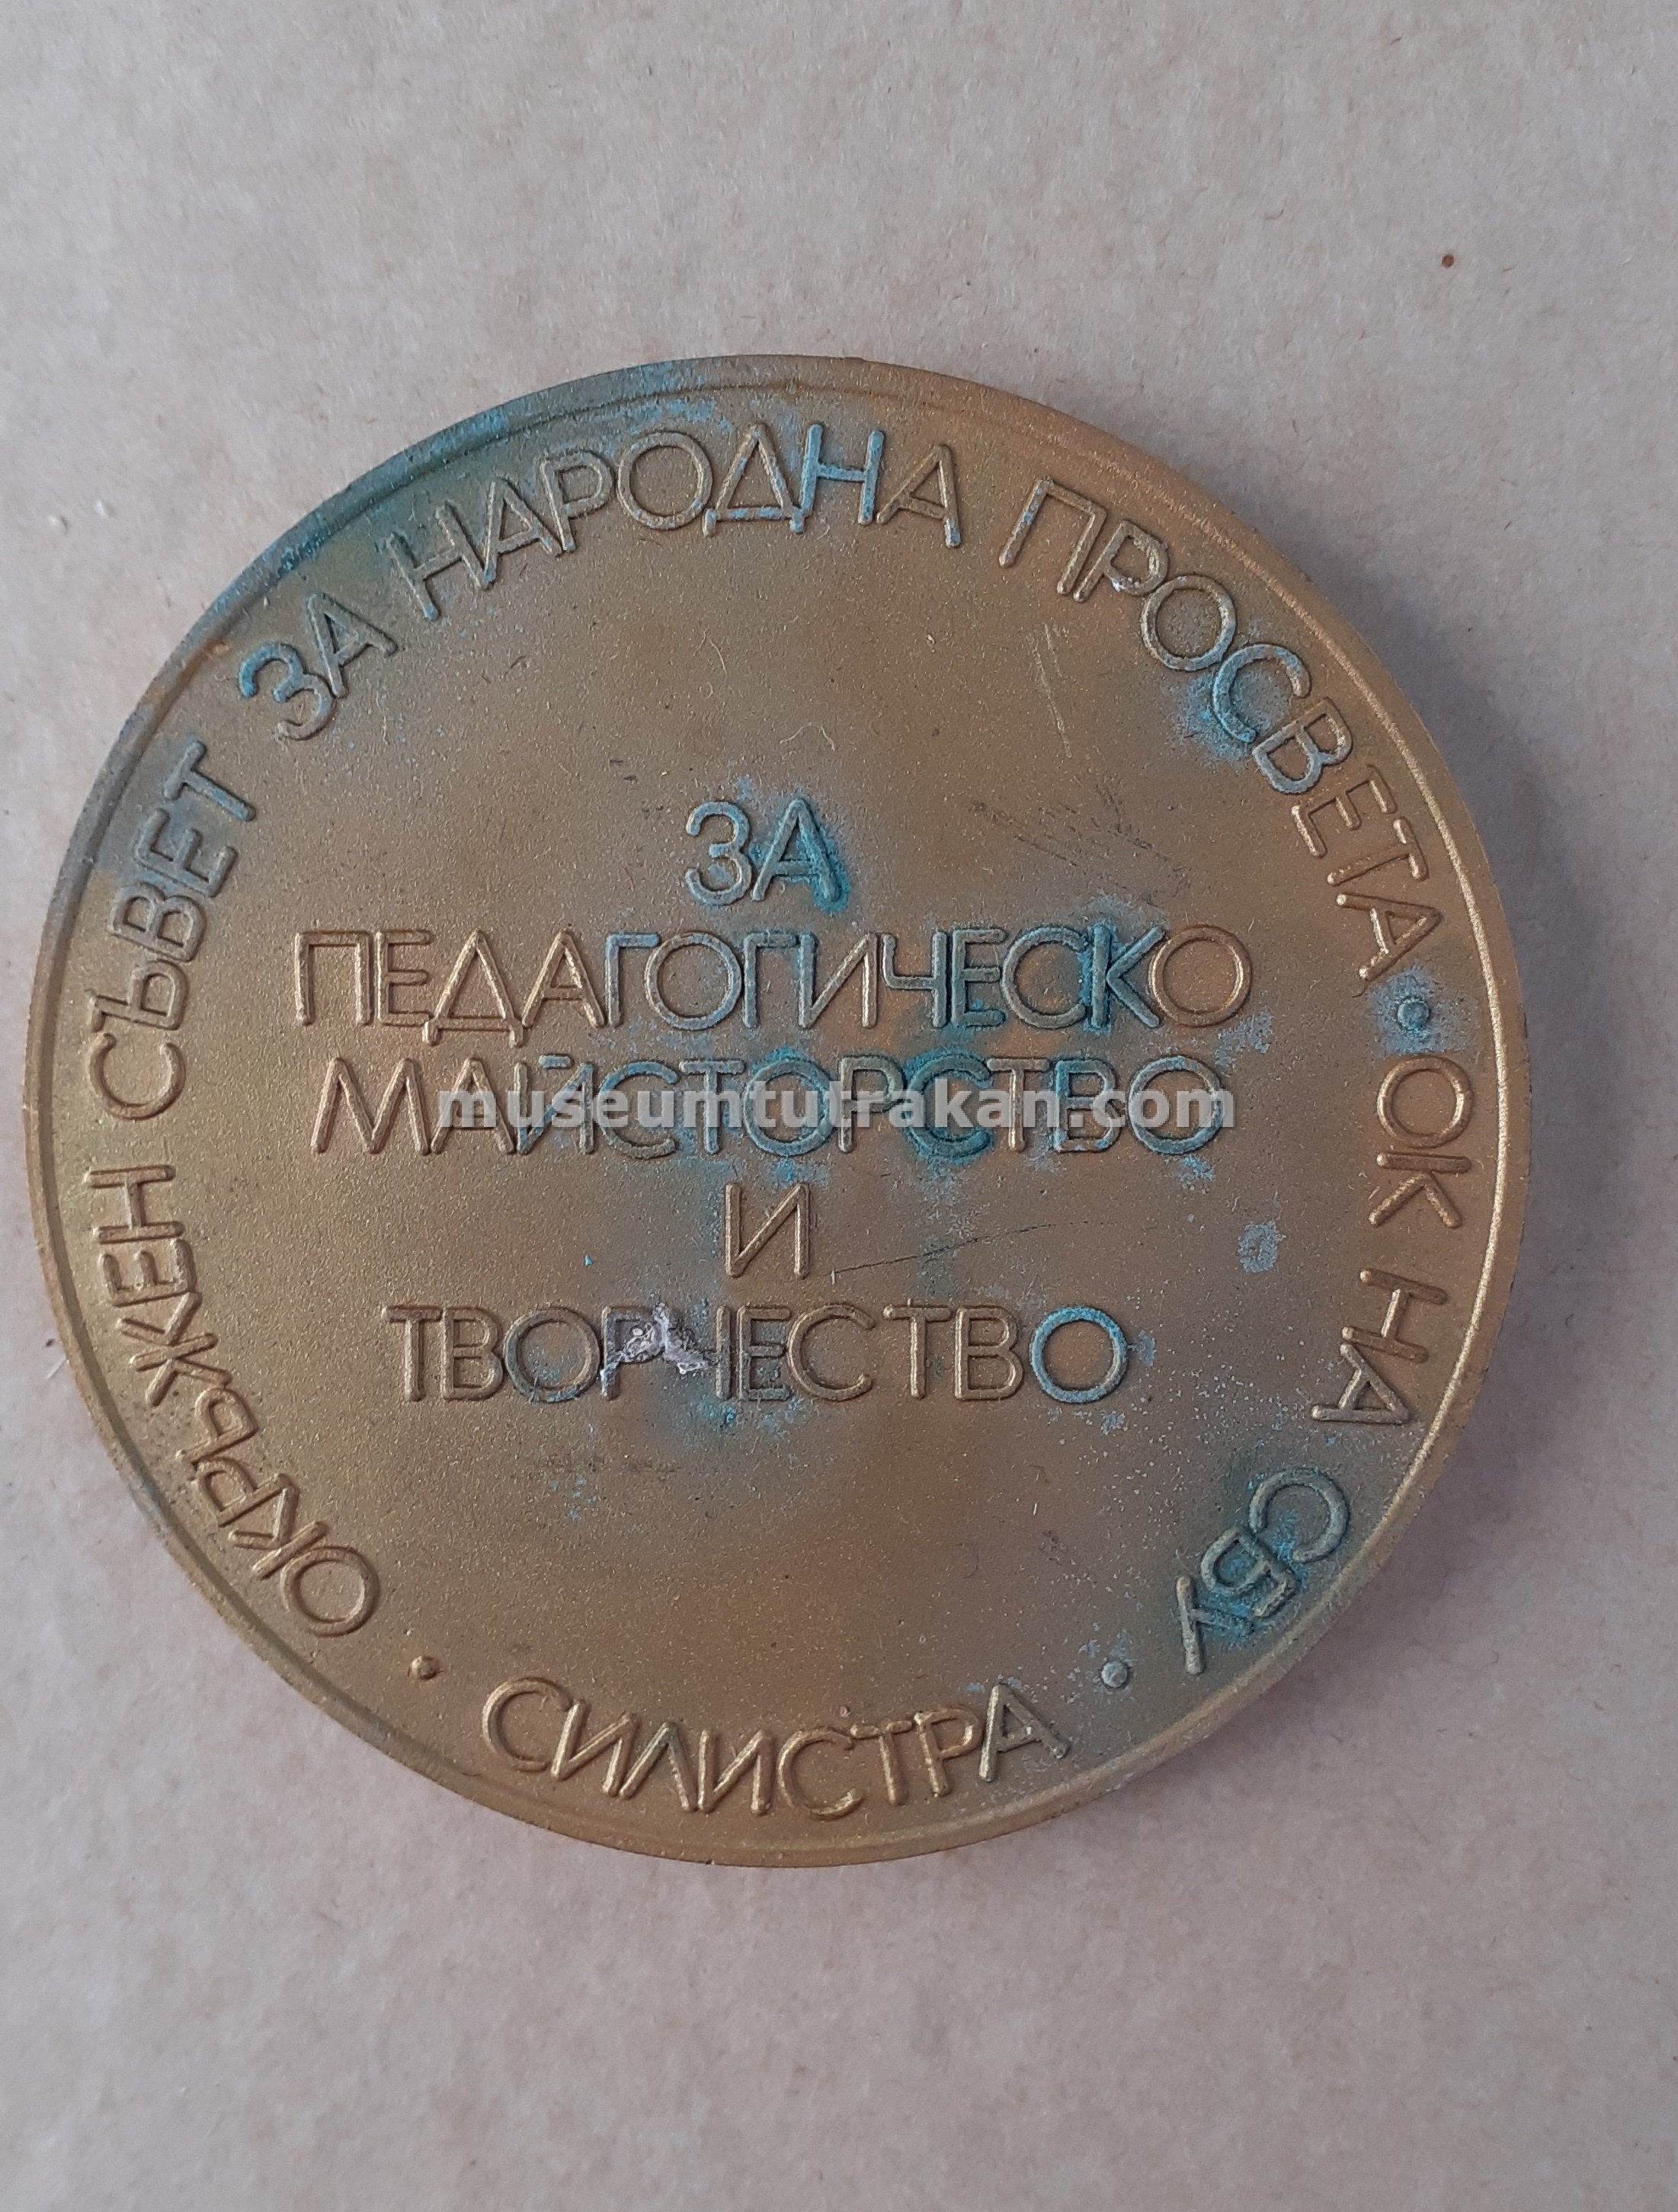 ОКРЪЖЕН СЪВЕТ ЗА НАРОДНА ПРОСВЕТА · ОК НА СБУ · СИЛИСТРА ·
ЗА
ПЕДАГОГИЧЕСКО
МАЙСТОРСТВО
И
ТВОРЧЕСТВО
museumtutrakan.com